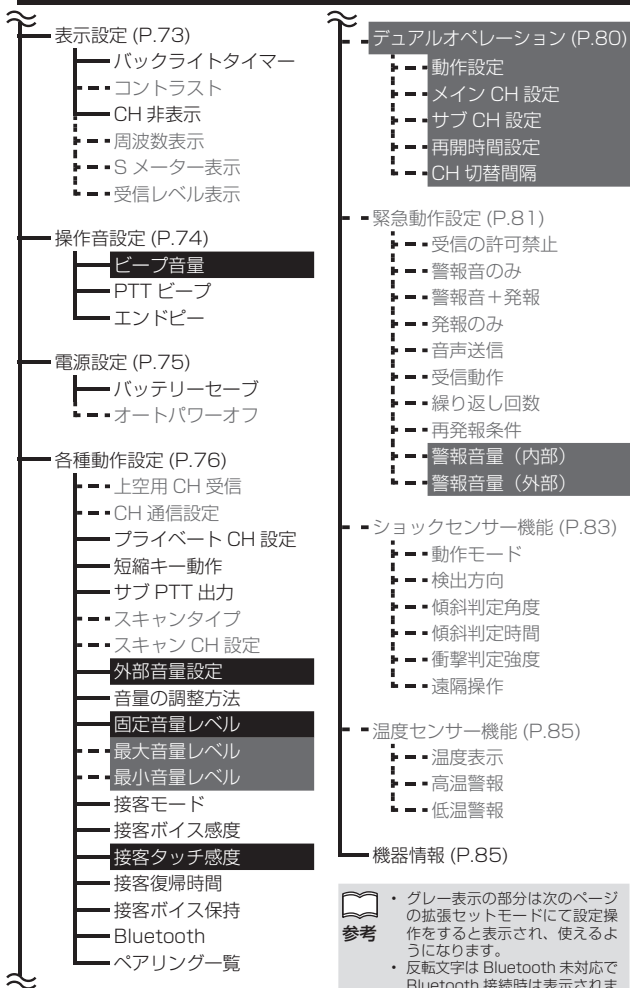 表示設定 (P.73)
バックライトタイマー
コントラスト
CH 非表示
周波数表示
S メーター表示
受信レベル表示
操作音設定 (P.74)
ビープ音量
PTT ビープ
エンドピー
電源設定 (P.75)
バッテリーセーブ
オートパワーオフ
各種動作設定 (P.76)
上空用 CH 受信
CH 通信設定
プライベート CH 設定
短縮キー動作
サブ PTT 出力
スキャンタイプ
スキャン CH 設定
外部音量設定
音量の調整方法
固定音量レベル
最大音量レベル
最小音量レベル
接客モード
接客ボイス感度
接客タッチ感度
接客復帰時間
接客ボイス保持
Bluetooth
ペアリング一覧
デュアルオペレーション (P.80)
動作設定
メイン CH 設定
サブ CH 設定
再開時間設定
CH 切替間隔
緊急動作設定 (P.81)
受信の許可禁止
警報音のみ
警報音＋発報
発報のみ
音声送信
受信動作
繰り返し回数
再発報条件
警報音量（内部）
警報音量（外部）
ショックセンサー機能 (P.83)
動作モード
検出方向
傾斜判定角度
傾斜判定時間
衝撃判定強度
遠隔操作
温度センサー機能 (P.85)
温度表示
高温警報
低温警報
機器情報 (P.85)
参考
・ グレー表示の部分は次のページ
の拡張セットモードにて設定操
作をすると表示され、使えるよ
うになります。
・ 反転文字は Bluetooth 未対応で
Bluetooth 接続時は表示されま